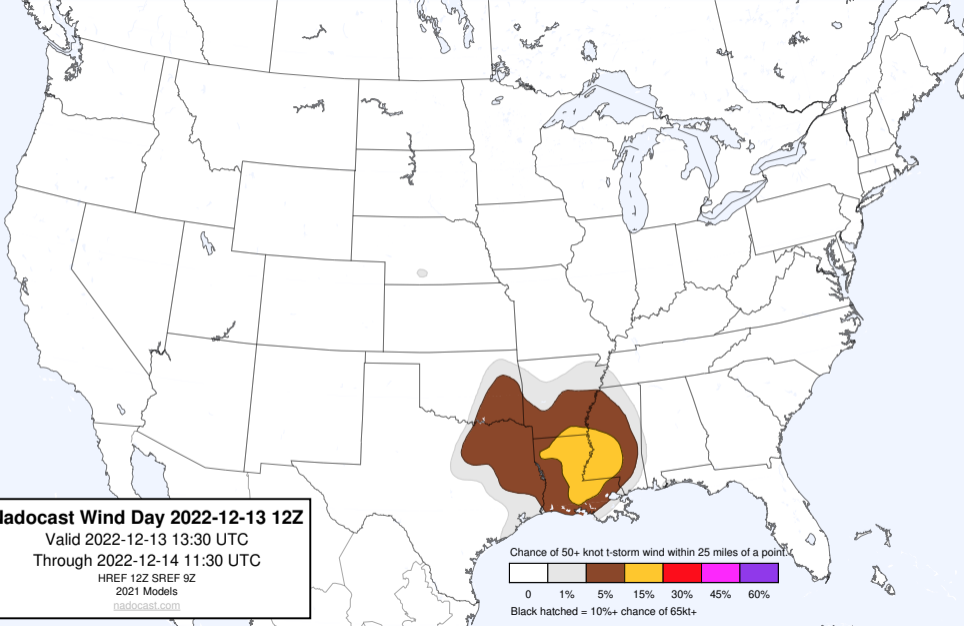 adocast Wind Day 2022-12-13 12Z
Valid 2022-12-13 13:30 UTC
Through 2022-12-14 11:30 UTC
HREF 12Z SREF 9Z
2021 Models
nadocast.com
Chance of 50+ knot t-storm wind within 25 miles of a point.
0 1% 5% 15% 30% 45% 60%
Black hatched = 10%+ chance of 65kt+